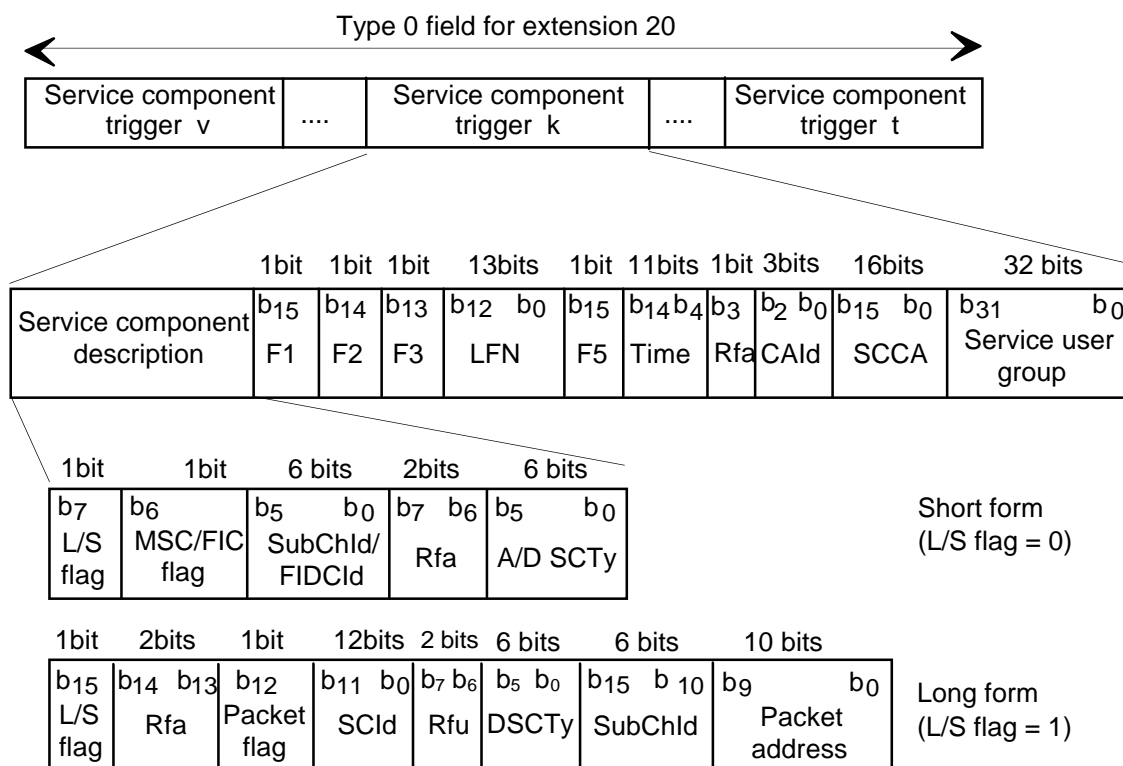 Type 0 field for extension 20
Service component trigger v
....
Service component trigger k
....
Service component trigger t
1bit 1bit 1bit 13bits 1bit 11bits 1bit 3bits 16bits 32 bits
Service component description
b15 b14 b13 b12 b0 b15 b14 b4 b3 b2 b0 b15 b0 b31 b0
F1 F2 F3 LFN F5 Time Rfa CAId SCCA Service user group
1bit 1bit 6 bits 2bits 6 bits
b7 b6 b5 b0 b7 b6 b5 b0
L/S flag
MSC/FIC flag
SubChId/ FIDCId
Rfa
A/D SCTy
Short form
(L/S flag = 0)
1bit 2bits 1bit 12bits 2 bits 6 bits 6 bits 10 bits
b15 b14 b13 b12 b11 b0 b7 b6 b5 b0 b15 b 10 b9 b0
L/S flag
Rfa
Packet flag
SCId
Rfu
DSCTy
SubChId
Packet address
Long form
(L/S flag = 1)